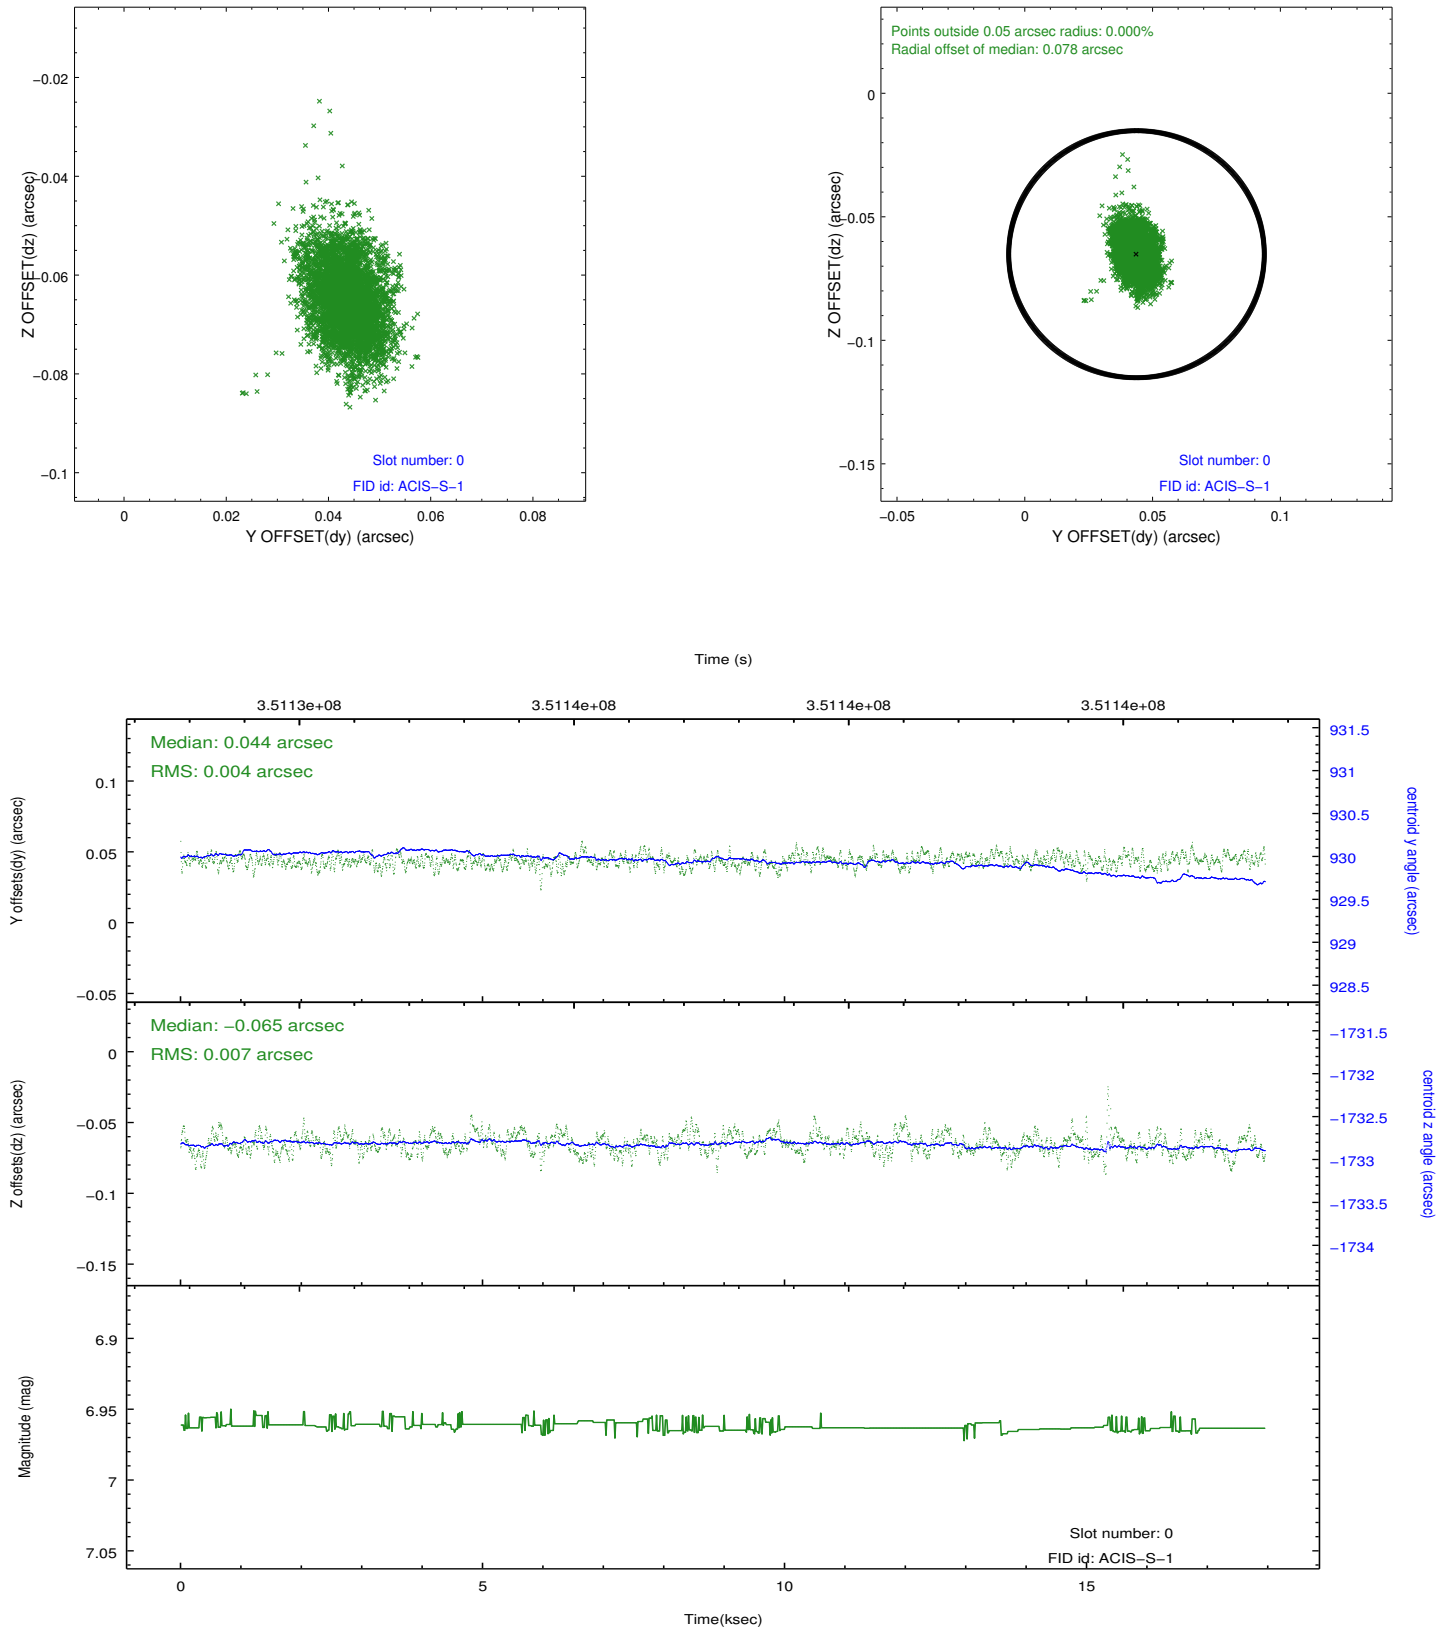 −0.02
−0.04
−0.06
−0.08
−0.1
Z OFFSET(dz) (arcsec)
0
0.02
0.04
0.06
0.08
Y OFFSET(dy) (arcsec)
Slot number: 0
FID id: ACIS−S−1
Points outside 0.05 arcsec radius: 0.000%
Radial offset of median: 0.078 arcsec
0
−0.05
−0.1
−0.15
Z OFFSET(dz) (arcsec)
−0.05
0
0.05
0.1
Y OFFSET(dy) (arcsec)
Slot number: 0
FID id: ACIS−S−1
Time (s)
3.5113e+08
3.5114e+08
3.5114e+08
3.5114e+08
Median: 0.044 arcsec
RMS: 0.004 arcsec
0.1
0.05
0
−0.05
Y offsets(dy) (arcsec)
931.5
931
930.5
930
929.5
929
928.5
centroid y angle (arcsec)
Median: −0.065 arcsec
RMS: 0.007 arcsec
0
−0.05
−0.1
−0.15
Z offsets(dz) (arcsec)
−1731.5
−1732
−1732.5
−1733
−1733.5
−1734
centroid z angle (arcsec)
6.9
6.95
7
7.05
Magnitude (mag)
Slot number: 0
FID id: ACIS−S−1
0
5
10
15
Time(ksec)